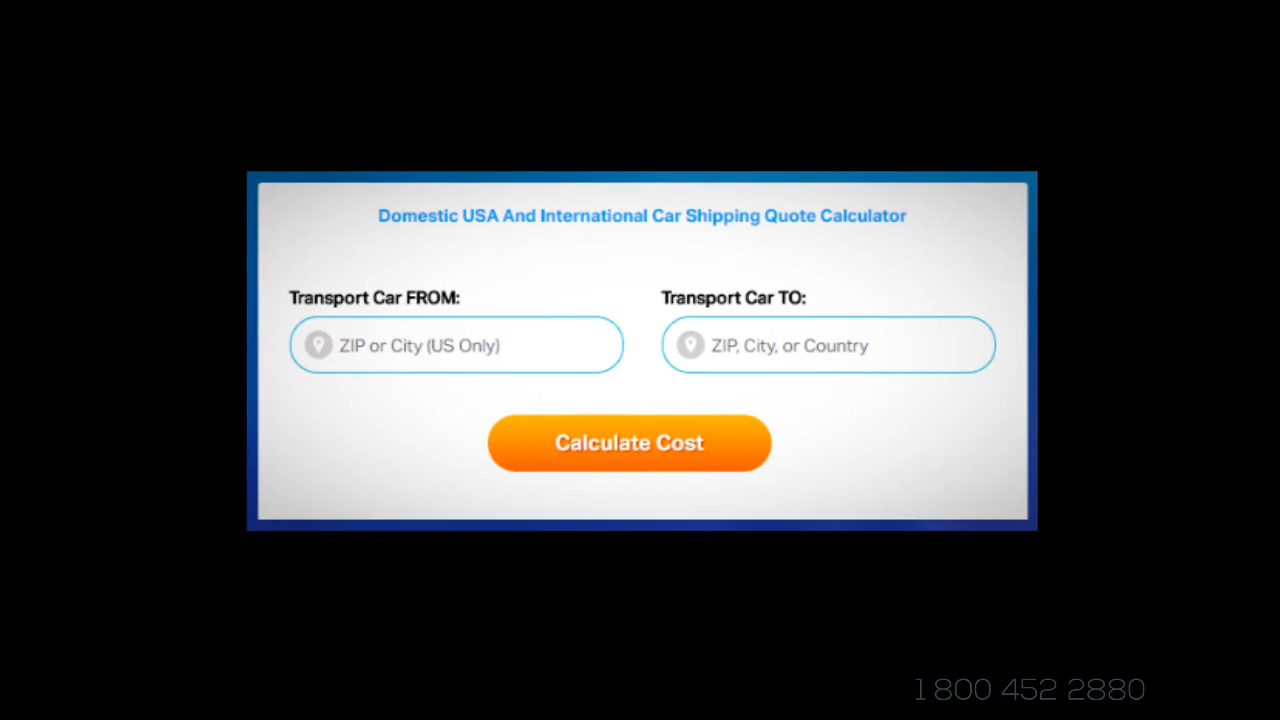 Domestic USA And International Car Shipping Quote Calculator
Transport Car FROM:
Transport Car TO:
ZIP or City (US Only)
ZIP, City, or Country
Calculate Cost
1 800 452 2880